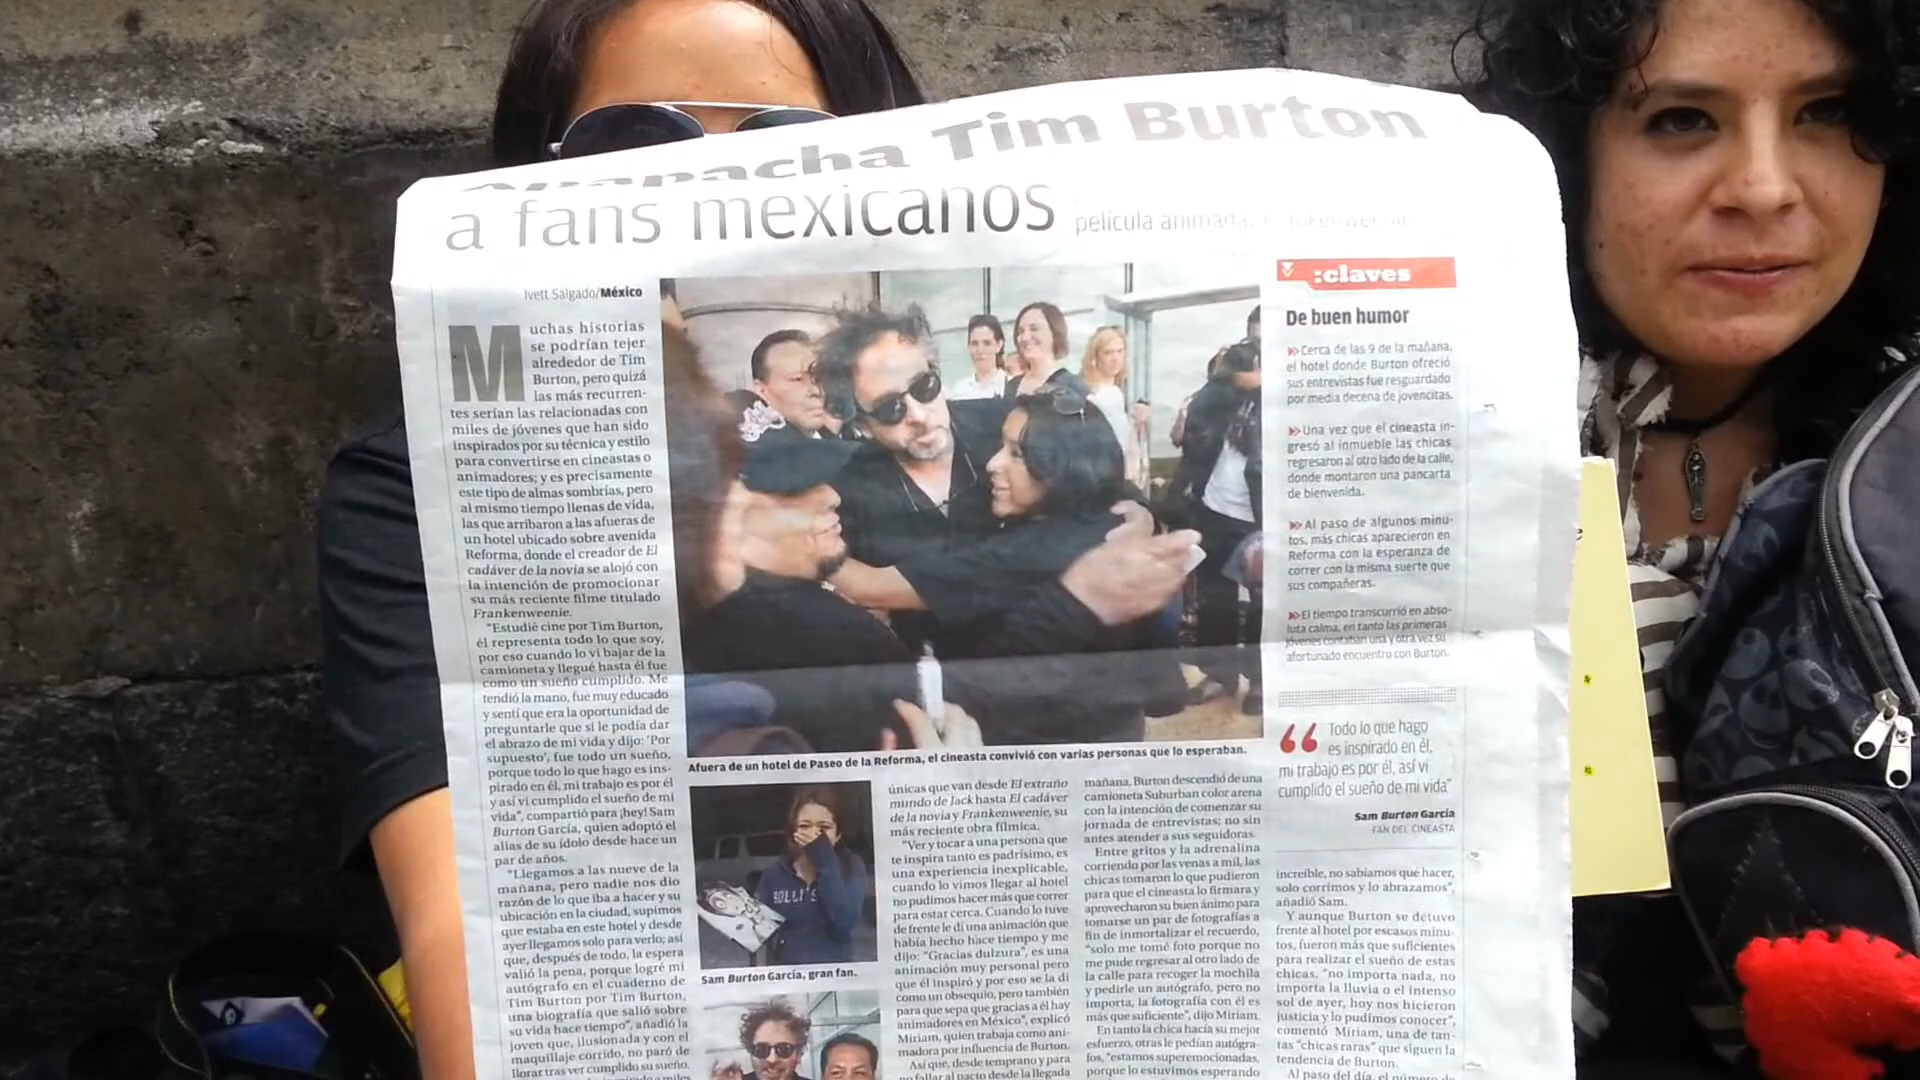 Apapacha Tim Burton
a fans mexicanos
película animada, Frankenweenie
Ivett Salgado/México
Muchas historias
se podrían tejer
alrededor de Tim
Burton, pero quizá
las más recurren-
tes serían las relacionadas con
miles de jóvenes que han sido
inspirados por su técnica y estilo
para convertirse en cineastas o
animadores; y es precisamente
este tipo de almas sombrías, pero
al mismo tiempo llenas de vida,
las que arribaron a las afueras de
un hotel ubicado sobre avenida
Reforma, donde el creador de El
cadáver de la novia se alojó con
la intención de promocionar
su más reciente filme titulado
Frankenweenie.
"Estudié cine por Tim Burton,
él representa todo lo que soy,
por eso cuando lo vi bajar de la
camioneta y llegué hasta él fue
como un sueño cumplido. Me
tendió la mano, fue muy educado
y sentí que era la oportunidad de
preguntarle que si le podía dar
el abrazo de mi vida y dijo: 'Por
supuesto', fue todo un sueño,
porque todo lo que hago es ins-
pirado en él, mi trabajo es por él
y así vi cumplido el sueño de mi
vida", compartió para ¡hey! Sam
Burton García, quien adoptó el
alias de su ídolo desde hace un
par de años.
"Llegamos a las nueve de la
mañana, pero nadie nos dio
razón de lo que iba a hacer y su
ubicación en la ciudad, supimos
que estaba en este hotel y desde
ayer llegamos solo para verlo; así
que, después de todo, la espera
valió la pena, porque logré mi
autógrafo en el cuaderno de
Tim Burton por Tim Burton,
una biografía que salió sobre
su vida hace tiempo", añadió la
joven que, ilusionada y con el
maquillaje corrido, no paró de
llorar tras ver cumplido su sueño.
Afuera de un hotel de Paseo de la Reforma, el cineasta convivió con varias personas que lo esperaban.
Sam Burton García, gran fan.
únicas que van desde El extraño
mundo de Jack hasta El cadáver
de la novia y Frankenweenie, su
más reciente obra fílmica.
"Ver y tocar a una persona que
te inspira tanto es padrísimo, es
una experiencia inexplicable,
cuando lo vimos llegar al hotel
no pudimos hacer más que correr
para estar cerca. Cuando lo tuve
de frente le di una animación que
había hecho hace tiempo y me
dijo: "Gracias dulzura", es una
animación muy personal pero
que él inspiró y por eso se la di
como un obsequio, pero también
para que sepa que gracias a él hay
animadores en México", explicó
Miriam, quien trabaja como ani-
madora por influencia de Burton.
Así que, desde temprano y para
no fallar al pacto desde la llegada
mañana, Burton descendió de una
camioneta Suburban color arena
con la intención de comenzar su
jornada de entrevistas; no sin
antes atender a sus seguidoras.
Entre gritos y la adrenalina
corriendo por las venas a mil, las
chicas tomaron lo que pudieron
para que el cineasta lo firmara y
aprovecharon su buen ánimo para
tomarse un par de fotografías a
fin de inmortalizar el recuerdo,
"solo me tomé foto porque no
me pude regresar al otro lado de
la calle para recoger la mochila
y pedirle un autógrafo, pero no
importa, la fotografía con él es
más que suficiente", dijo Miriam.
En tanto la chica hacía su mejor
esfuerzo, otras le pedían autógra-
fos, "estamos superemocionadas,
porque lo estuvimos esperando
:claves
De buen humor
Cerca de las 9 de la mañana,
el hotel donde Burton ofreció
sus entrevistas fue resguardado
por media decena de jovencitas.
Una vez que el cineasta in-
gresó al inmueble las chicas
regresaron al otro lado de la calle,
donde montaron una pancarta
de bienvenida.
Al paso de algunos minu-
tos, más chicas aparecieron en
Reforma con la esperanza de
correr con la misma suerte que
sus compañeras.
El tiempo transcurrió en abso-
luta calma, en tanto las primeras
jóvenes contaban una y otra vez su
afortunado encuentro con Burton.
“ Todo lo que hago
es inspirado en él,
mi trabajo es por él, así vi
cumplido el sueño de mi vida"
Sam Burton García
FAN DEL CINEASTA
increíble, no sabíamos qué hacer,
solo corrimos y lo abrazamos",
añadió Sam.
Y aunque Burton se detuvo
frente al hotel por escasos minu-
tos, fueron más que suficientes
para realizar el sueño de estas
chicas, "no importa nada, no
importa la lluvia o el intenso
sol de ayer, hoy nos hicieron
justicia y lo pudimos conocer",
comentó Miriam, una de tan-
tas "chicas raras" que siguen la
tendencia de Burton.
Al paso del día, el número de